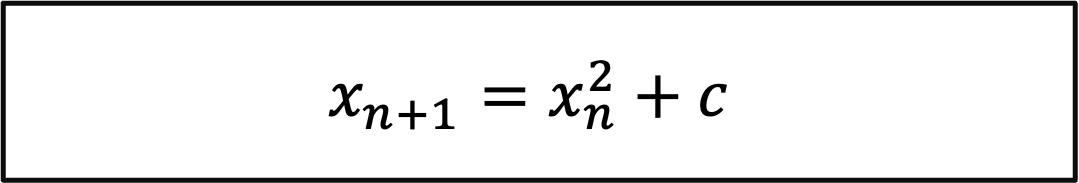 xₙ₊₁ = xₙ² + c